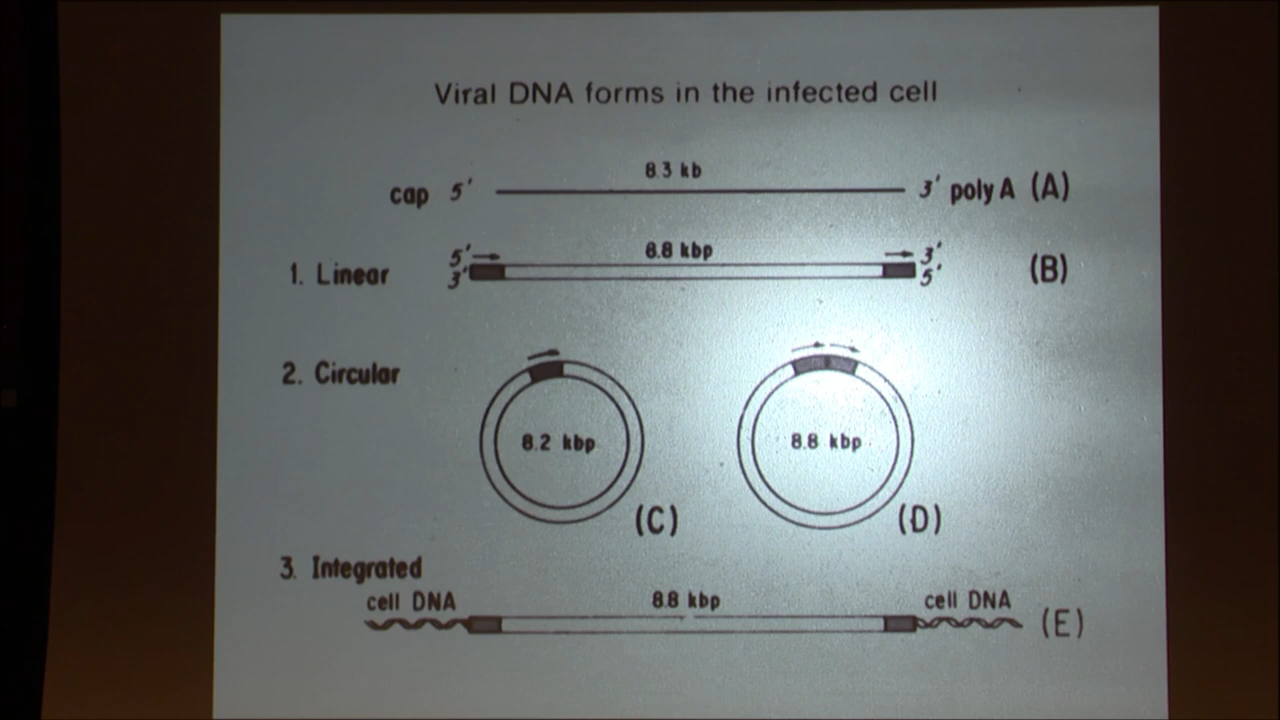 Viral DNA forms in the infected cell
8.3 kb
cap 5' 3' poly A (A)
5' 8.8 kbp 3'
1. Linear 3' 5' (B)
2. Circular
8.2 kbp 8.8 kbp
(C) (D)
3. Integrated
cell DNA 8.8 kbp cell DNA
(E)